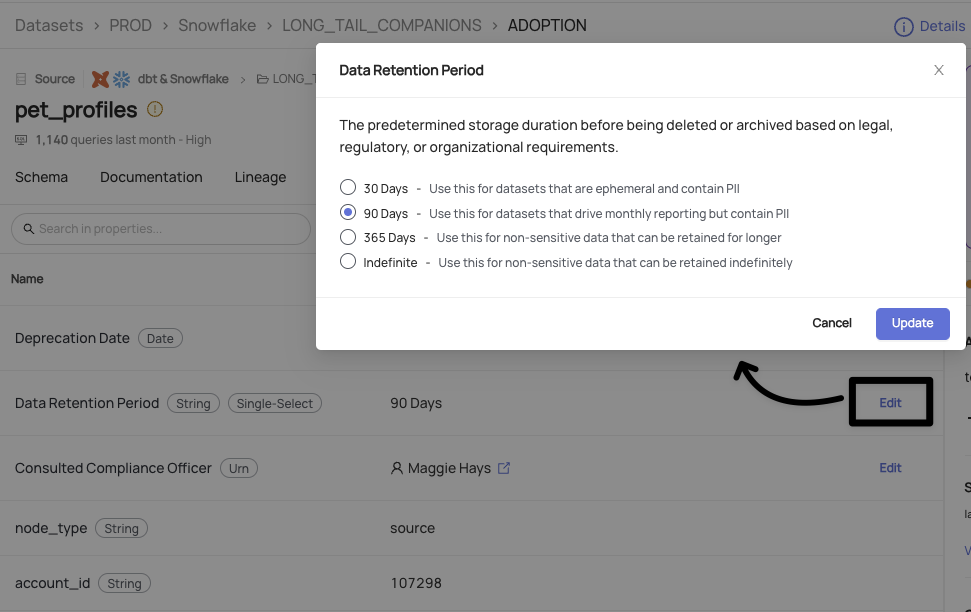 Datasets > PROD > Snowflake > LONG_TAIL_COMPANIONS > ADOPTION
Details
Data Retention Period
X
Source
dbt & Snowflake > LONG_T
pet_profiles
1,140 queries last month - High
The predetermined storage duration before being deleted or archived based on legal,
regulatory, or organizational requirements.
Schema Documentation Lineage
30 Days - Use this for datasets that are ephemeral and contain PII
90 Days - Use this for datasets that drive monthly reporting but contain PII
365 Days - Use this for non-sensitive data that can be retained for longer
Indefinite - Use this for non-sensitive data that can be retained indefinitely
Search in properties...
Name
Cancel Update
Deprecation Date Date
Data Retention Period String Single-Select 90 Days Edit
Consulted Compliance Officer Urn Maggie Hays Edit
node_type String source
account_id String 107298